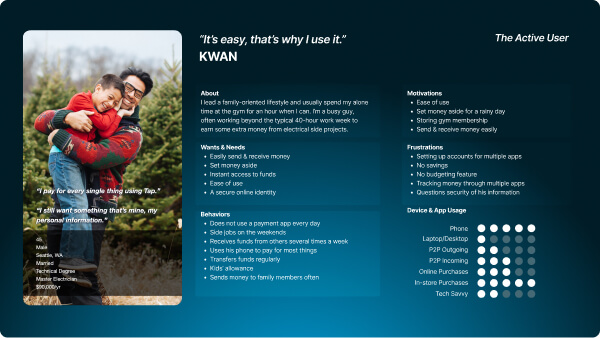 "It's easy, that's why I use it."
KWAN
The Active User
"I pay for every single thing using Tap."
"I still want something that's mine, my
personal information."
45
Male
Seattle, WA
Married
Technical Degree
Master Electrician
$90,000/yr
About
I lead a family-oriented lifestyle and usually spend my alone
time at the gym for an hour when I can. I'm a busy guy,
often working beyond the typical 40-hour work week to
earn some extra money from electrical side projects.
Wants & Needs
• Easily send & receive money
• Set money aside
• Instant access to funds
• Ease of use
• A secure online identity
Behaviors
• Does not use a payment app every day
• Side jobs on the weekends
• Receives funds from others several times a week
• Uses his phone to pay for most things
• Transfers funds regularly
• Kids' allowance
• Sends money to family members often
Motivations
• Ease of use
• Set money aside for a rainy day
• Storing gym membership
• Send & receive money easily
Frustrations
• Setting up accounts for multiple apps
• No savings
• No budgeting feature
• Tracking money through multiple apps
• Questions security of his information
Device & App Usage
Phone
Laptop/Desktop
P2P Outgoing
P2P Incoming
Online Purchases
In-store Purchases
Tech Savvy